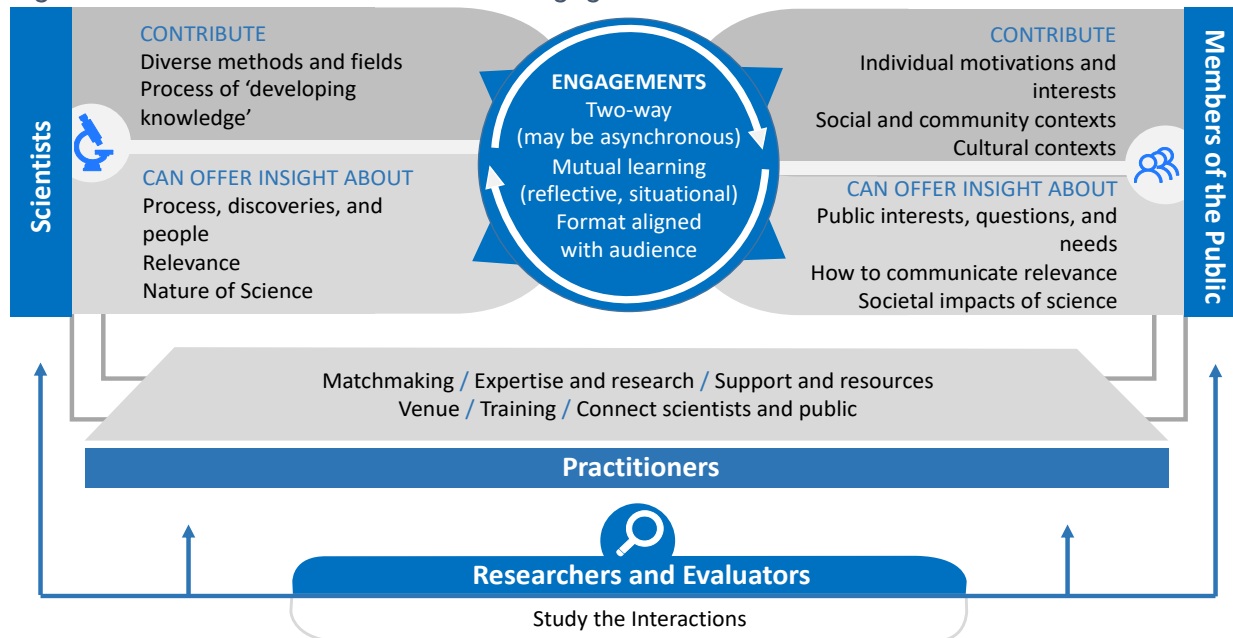 Scientists
CONTRIBUTE
Diverse methods and fields
Process of ‘developing
knowledge’
CAN OFFER INSIGHT ABOUT
Process, discoveries, and
people
Relevance
Nature of Science
ENGAGEMENTS
Two-way
(may be asynchronous)
Mutual learning
(reflective, situational)
Format aligned
with audience
CONTRIBUTE
Individual motivations and
interests
Social and community contexts
Cultural contexts
CAN OFFER INSIGHT ABOUT
Public interests, questions, and
needs
How to communicate relevance
Societal impacts of science
Members of the Public
Matchmaking / Expertise and research / Support and resources
Venue / Training / Connect scientists and public
Practitioners
Researchers and Evaluators
Study the Interactions